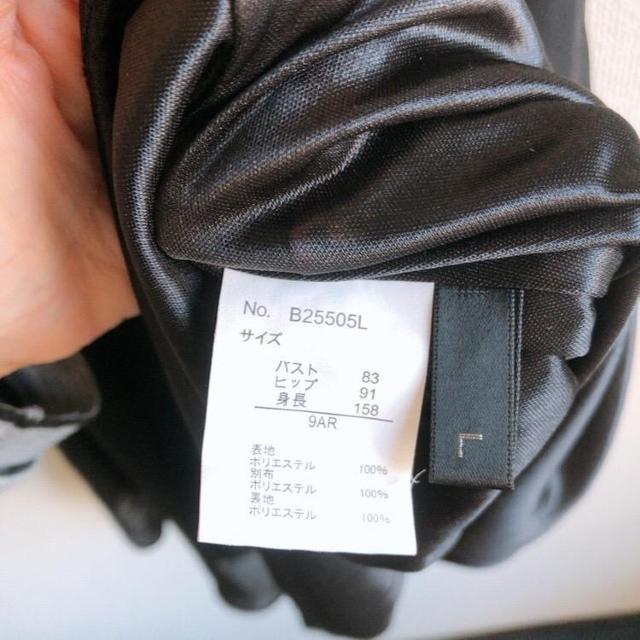 No. B25505L
サイズ
バスト 83
ヒップ 91
身長 158
9AR
表地
ポリエステル 100%
別布
ポリエステル 100%
表地
ポリエステル 100%
L